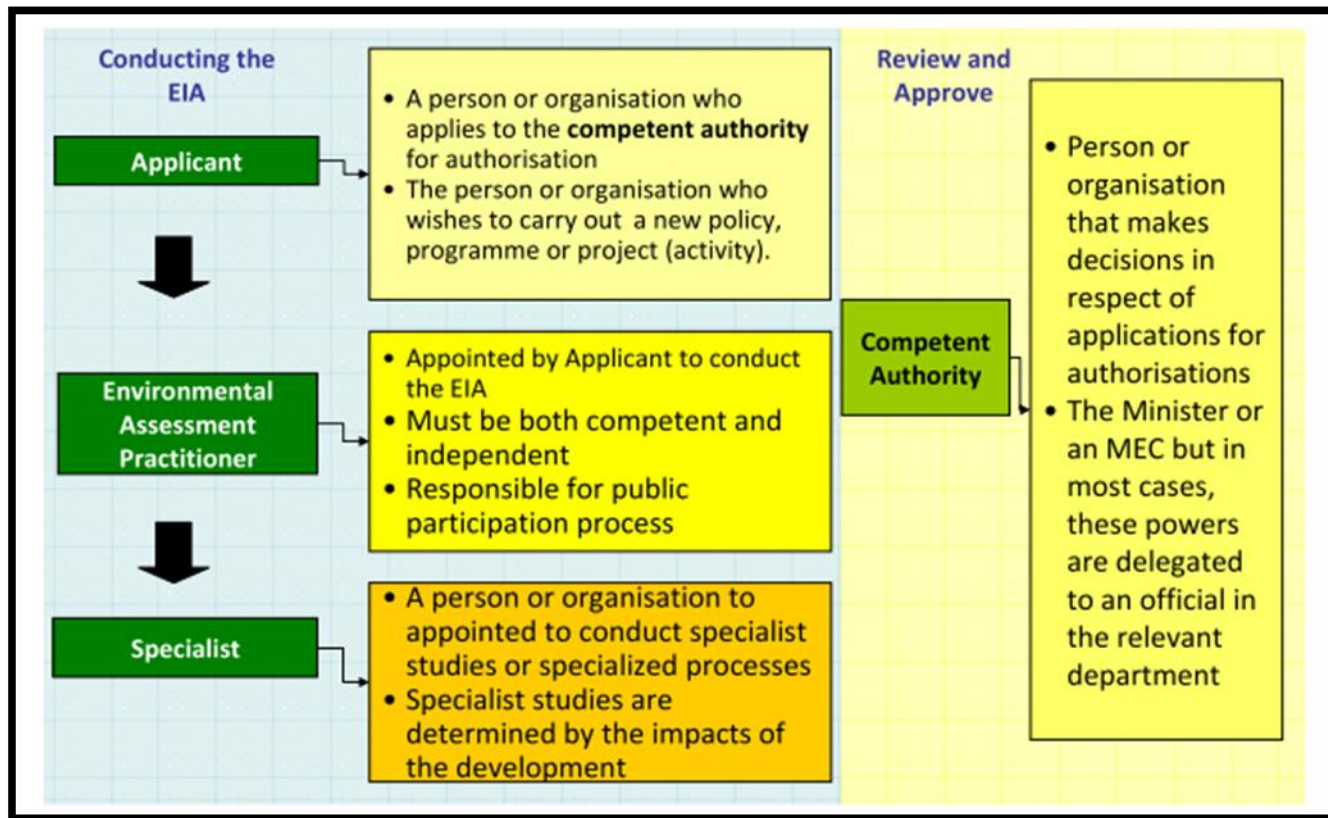 Conducting the
EIA
Applicant
• A person or organisation who
applies to the competent authority
for authorisation
• The person or organisation who
wishes to carry out a new policy,
programme or project (activity).
Environmental
Assessment
Practitioner
• Appointed by Applicant to conduct
the EIA
• Must be both competent and
independent
• Responsible for public
participation process
Specialist
• A person or organisation to
appointed to conduct specialist
studies or specialized processes
• Specialist studies are
determined by the impacts of
the development
Review and
Approve
Competent
Authority
• Person or
organisation
that makes
decisions in
respect of
applications for
authorisations
• The Minister or
an MEC but in
most cases,
these powers
are delegated
to an official in
the relevant
department